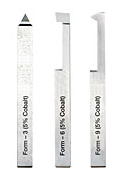 Form – 3 (5% Cobalt)
Form – 6 (5% Cobalt)
Form – 9 (5% Cobalt)